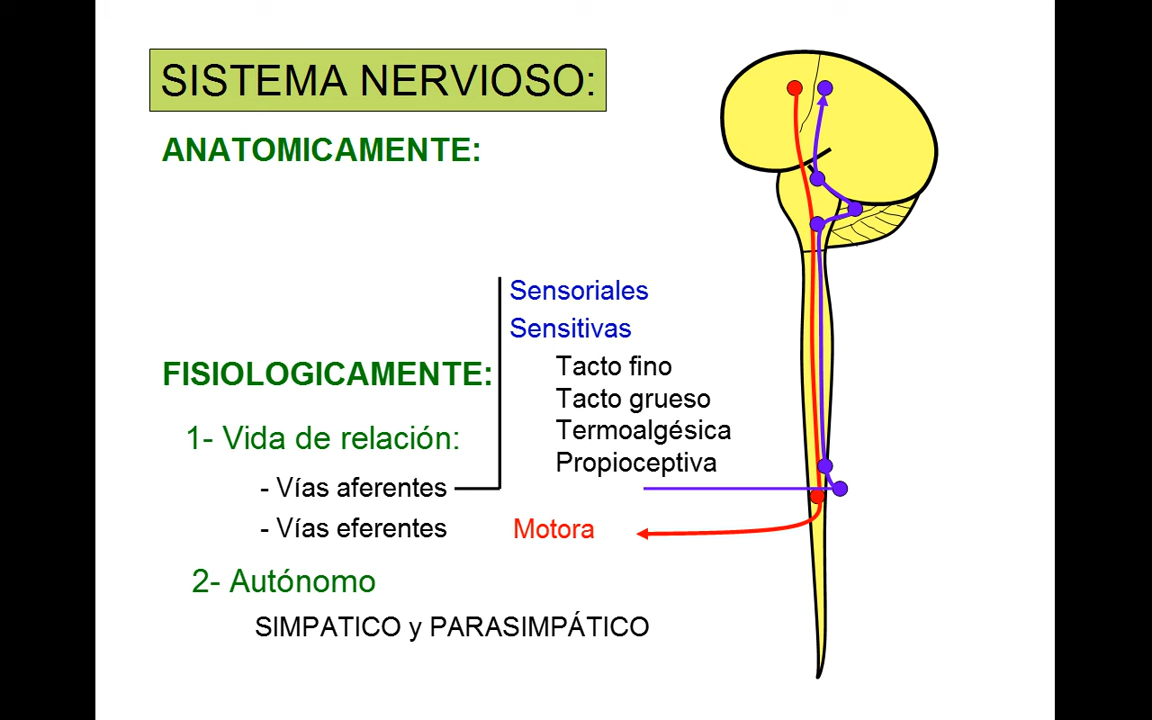 SISTEMA NERVIOSO:
ANATOMICAMENTE:
Sensoriales
Sensitivas
Tacto fino
FISIOLOGICAMENTE:
Tacto grueso
Termoalgésica
1- Vida de relación:
Propioceptiva
- Vías aferentes
- Vías eferentes
Motora
2- Autónomo
SIMPATICO y PARASIMPÁTICO